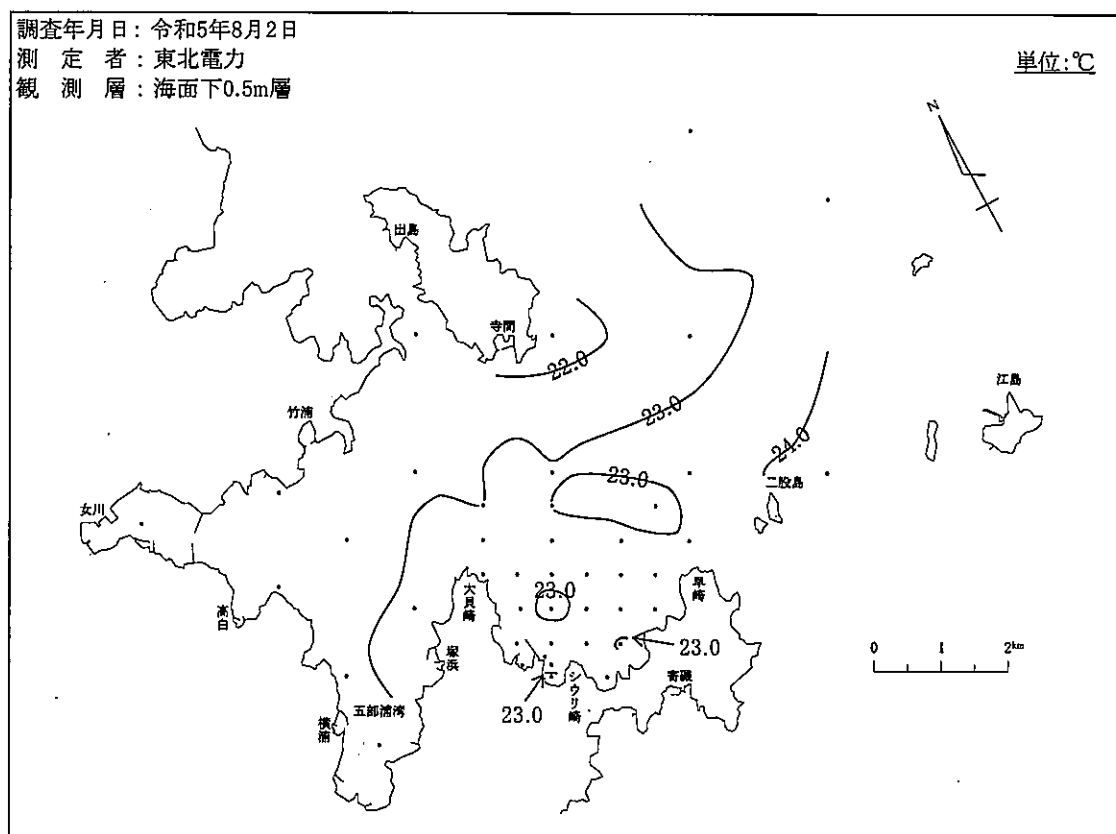 調査年月日：令和5年8月2日
測定者：東北電力
観測層：海面下0.5m層
単位：℃
N
出島
寺間
22.0
23.0
24.0
江島
竹浦
二股島
23.0
女川
高白
大貝崎
早崎
23.0
塚浜
23.0
シウリ崎
寄磯
23.0
五部浦湾
横浦
0 1 2km